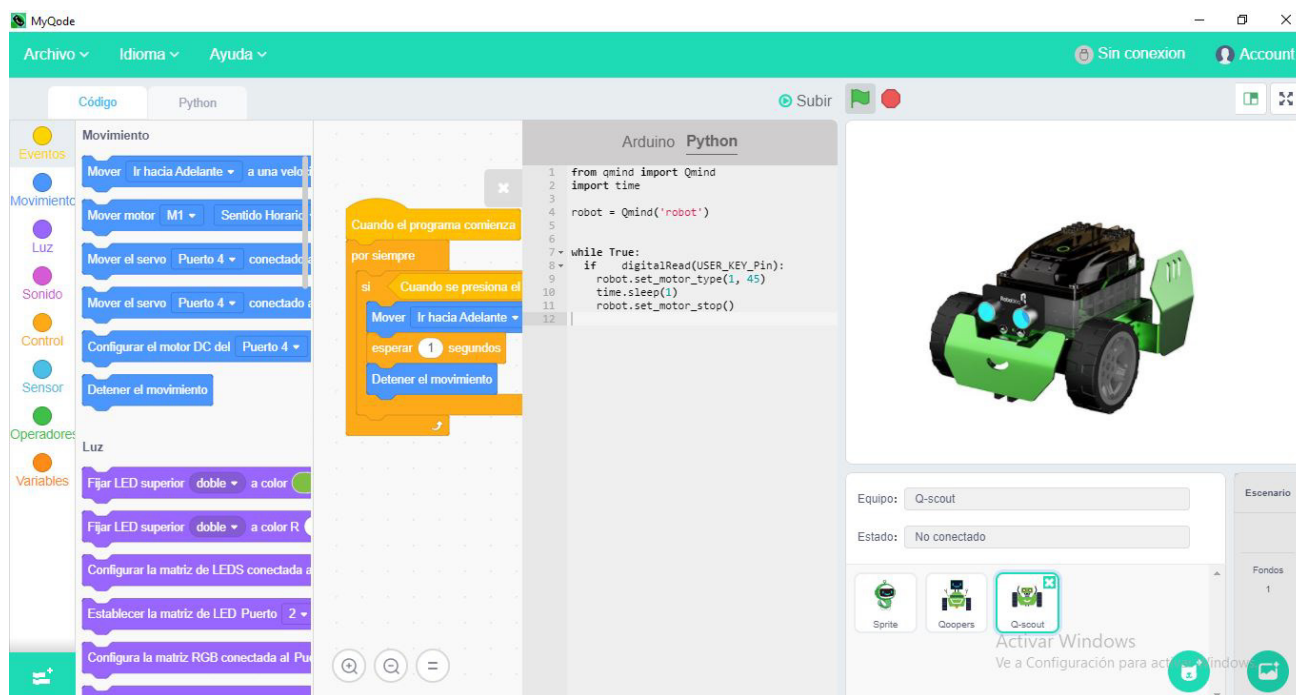 MyQode
Archivo Idioma Ayuda Sin conexion Account
Código Python Subir
Eventos
Movimiento
Luz
Sonido
Control
Sensor
Operadores
Variables
Movimiento
Mover Ir hacia Adelante a una velo
Mover motor M1 Sentido Horario
Mover el servo Puerto 4 conectado a
Mover el servo Puerto 4 conectado a
Configurar el motor DC del Puerto 4
Detener el movimiento
Luz
Fijar LED superior doble a color
Fijar LED superior doble a color R
Configurar la matriz de LEDS conectada a
Establecer la matriz de LED Puerto 2
Configura la matriz RGB conectada al Pu
Cuando el programa comienza
por siempre
si Cuando se presiona el
Mover Ir hacia Adelante
esperar 1 segundos
Detener el movimiento
Arduino Python
1 from qmind import Qmind
2 import time
3
4 robot = Qmind('robot')
5
6
7 while True:
8 if digitalRead(USER_KEY_Pin):
9 robot.set_motor_type(1, 45)
10 time.sleep(1)
11 robot.set_motor_stop()
12
Equipo: Q-scout
Estado: No conectado
Sprite Qoopers Q-scout
Escenario
Fondos
1
Activar Windows
Ve a Configuración para act Windows